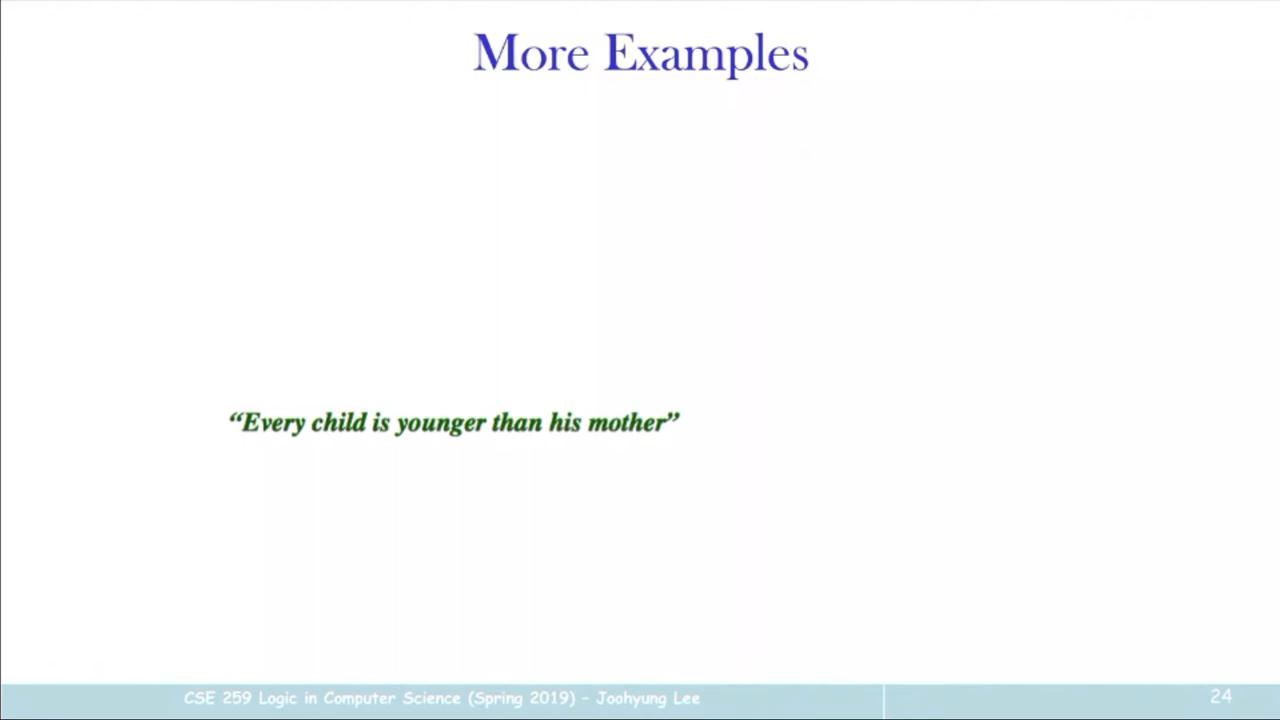 More Examples
“Every child is younger than his mother”
CSE 259 Logic in Computer Science (Spring 2019) – Joohyung Lee
24